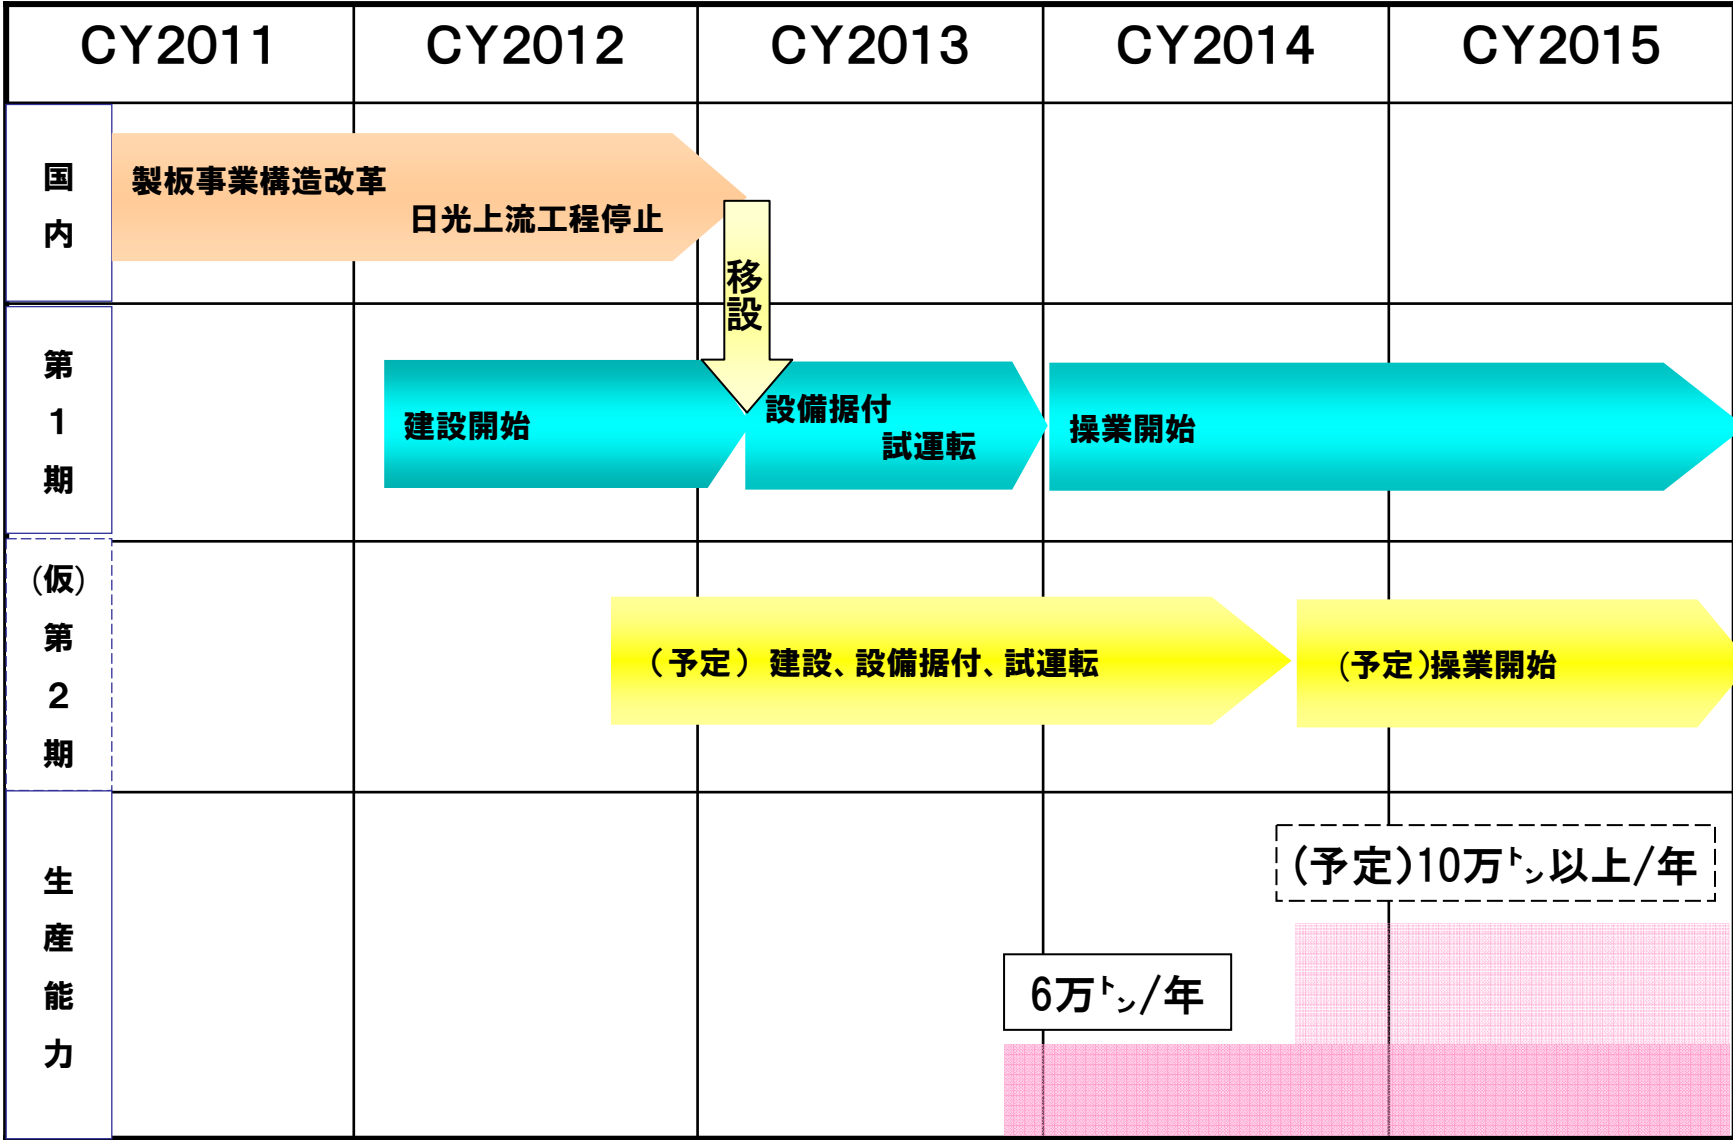 CY2011 CY2012 CY2013 CY2014 CY2015
国内
製板事業構造改革
日光上流工程停止
移設
第1期
建設開始
設備据付
試運転
操業開始
(仮)第2期
（予定）建設、設備据付、試運転
(予定)操業開始
生産能力
(予定)10万㌧以上/年
6万㌧/年